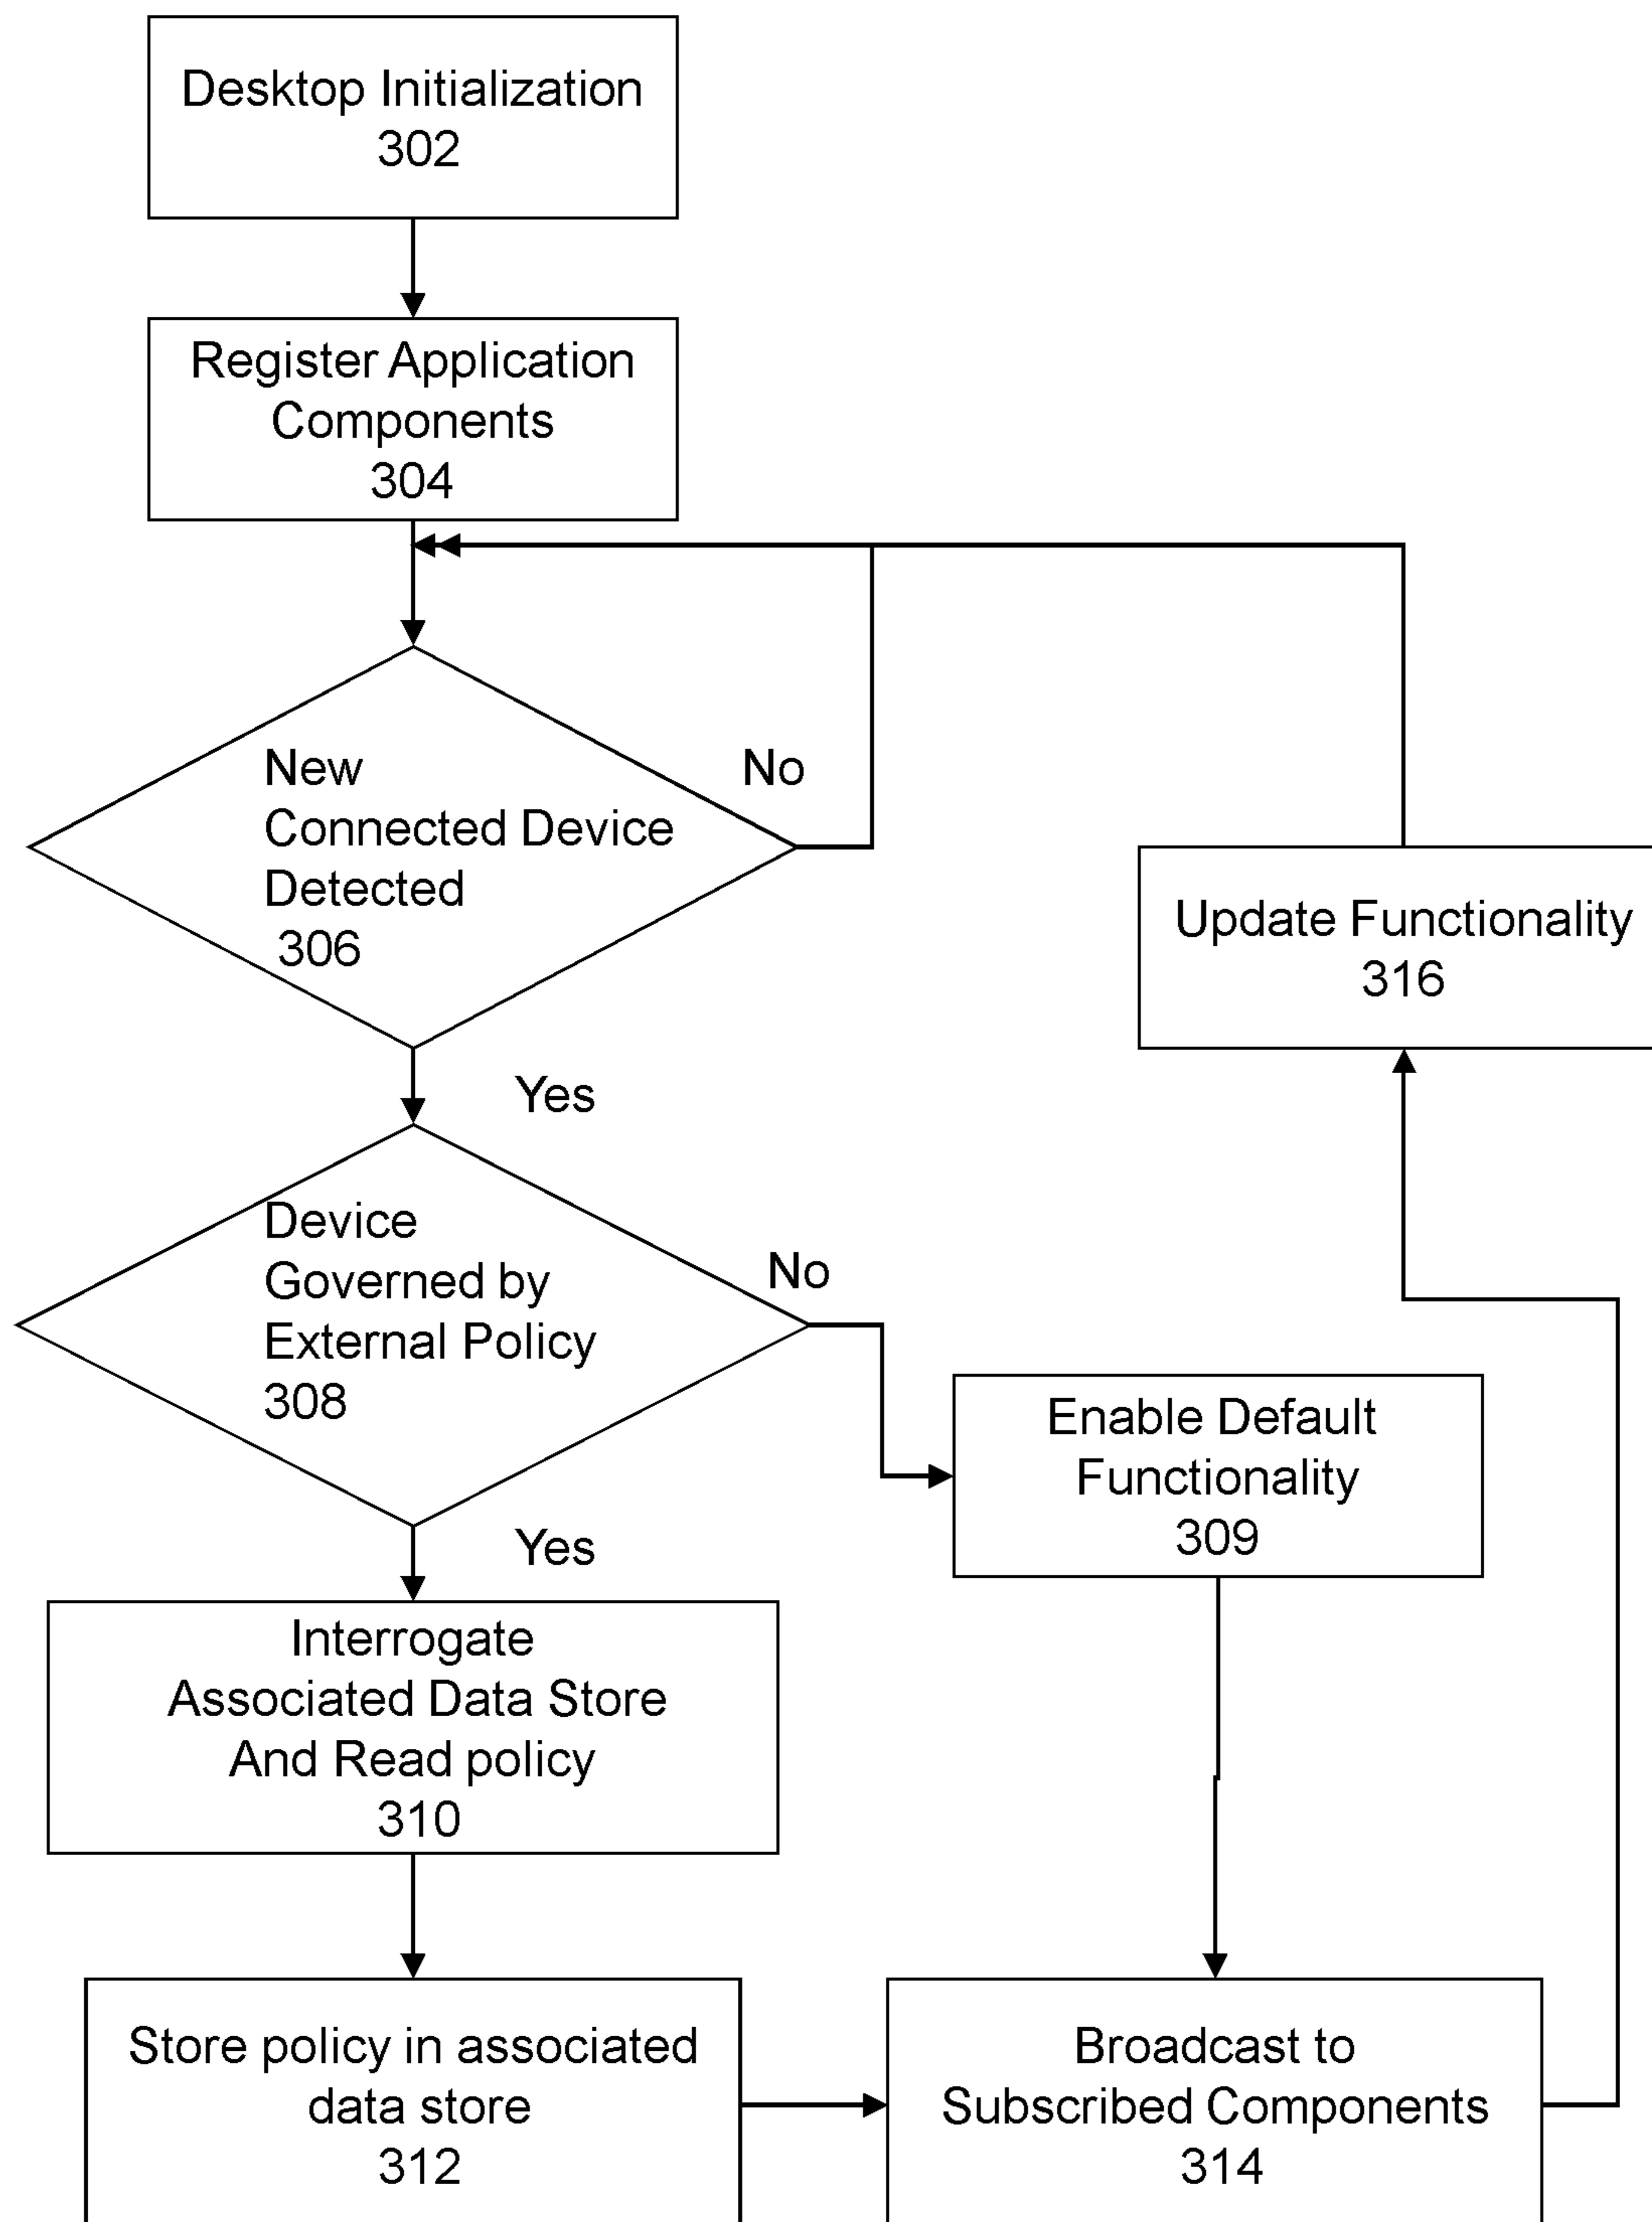 Desktop Initialization
302
Register Application
Components
304
New
Connected Device
Detected
306
No
Yes
Update Functionality
316
Device
Governed by
External Policy
308
No
Yes
Enable Default
Functionality
309
Interrogate
Associated Data Store
And Read policy
310
Store policy in associated
data store
312
Broadcast to
Subscribed Components
314